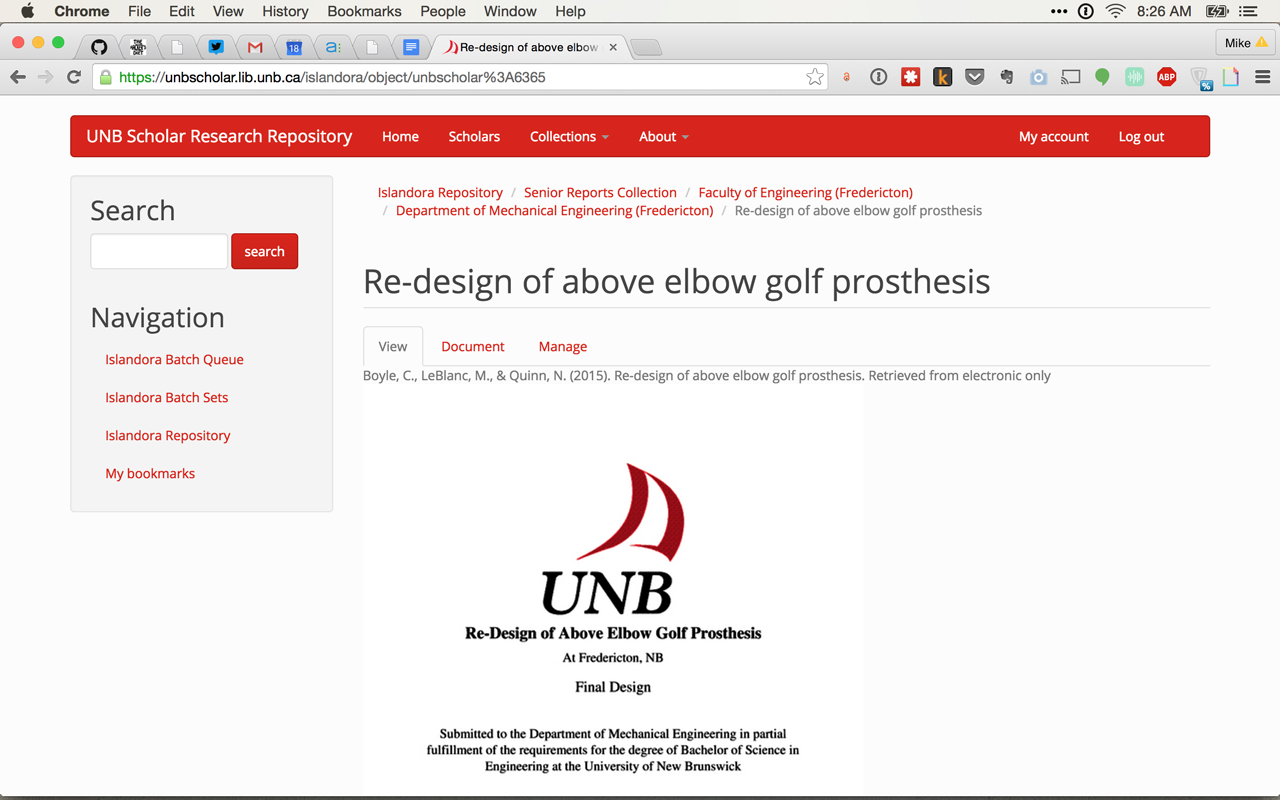 Chrome File Edit View History Bookmarks People Window Help 8:26 AM
THE HACKER'S DIET 18 a: Re-design of above elbow Mike
https://unbscholar.lib.unb.ca/islandora/object/unbscholar%3A6365 k ABP %
UNB Scholar Research Repository Home Scholars Collections About My account Log out
Search
search
Navigation
Islandora Batch Queue
Islandora Batch Sets
Islandora Repository
My bookmarks
Islandora Repository / Senior Reports Collection / Faculty of Engineering (Fredericton)
/ Department of Mechanical Engineering (Fredericton) / Re-design of above elbow golf prosthesis
Re-design of above elbow golf prosthesis
View Document Manage
Boyle, C., LeBlanc, M., & Quinn, N. (2015). Re-design of above elbow golf prosthesis. Retrieved from electronic only
UNB
Re-Design of Above Elbow Golf Prosthesis
At Fredericton, NB
Final Design
Submitted to the Department of Mechanical Engineering in partial
fulfillment of the requirements for the degree of Bachelor of Science in
Engineering at the University of New Brunswick